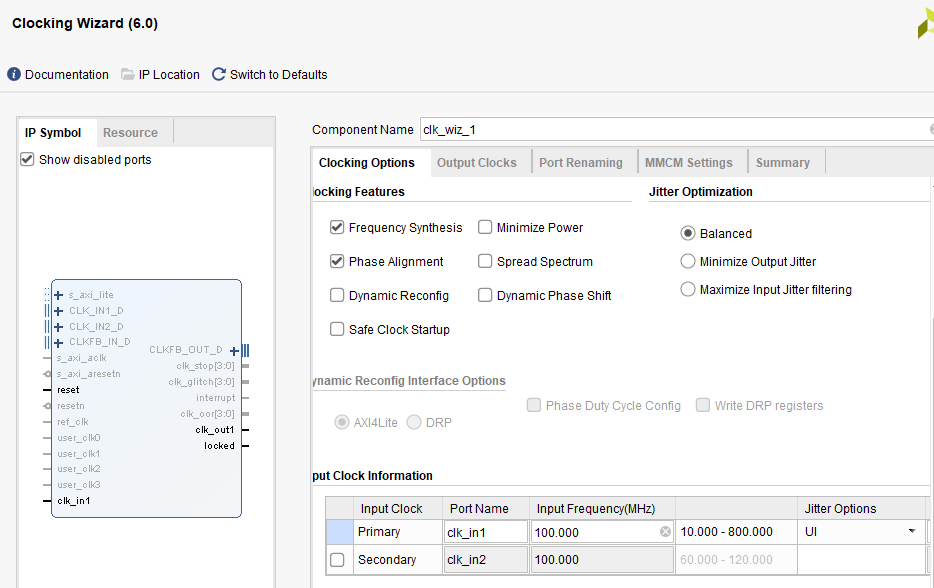 Clocking Wizard (6.0)
Documentation IP Location Switch to Defaults
IP Symbol Resource
Show disabled ports
s_axi_lite
CLK_IN1_D
CLK_IN2_D
CLKFB_IN_D
s_axi_aclk
s_axi_aresetn
reset
resetn
ref_clk
user_clk0
user_clk1
user_clk2
user_clk3
clk_in1
CLKFB_OUT_D
clk_stop[3:0]
clk_glitch[3:0]
interrupt
clk_oor[3:0]
clk_out1
locked
Component Name clk_wiz_1
Clocking Options Output Clocks Port Renaming MMCM Settings Summary
locking Features
Frequency Synthesis Minimize Power
Phase Alignment Spread Spectrum
Dynamic Reconfig Dynamic Phase Shift
Safe Clock Startup
Jitter Optimization
Balanced
Minimize Output Jitter
Maximize Input Jitter filtering
ynamic Reconfig Interface Options
AXI4Lite DRP Phase Duty Cycle Config Write DRP registers
put Clock Information
Input Clock Port Name Input Frequency(MHz) Jitter Options
Primary clk_in1 100.000 10.000 - 800.000 UI
Secondary clk_in2 100.000 60.000 - 120.000